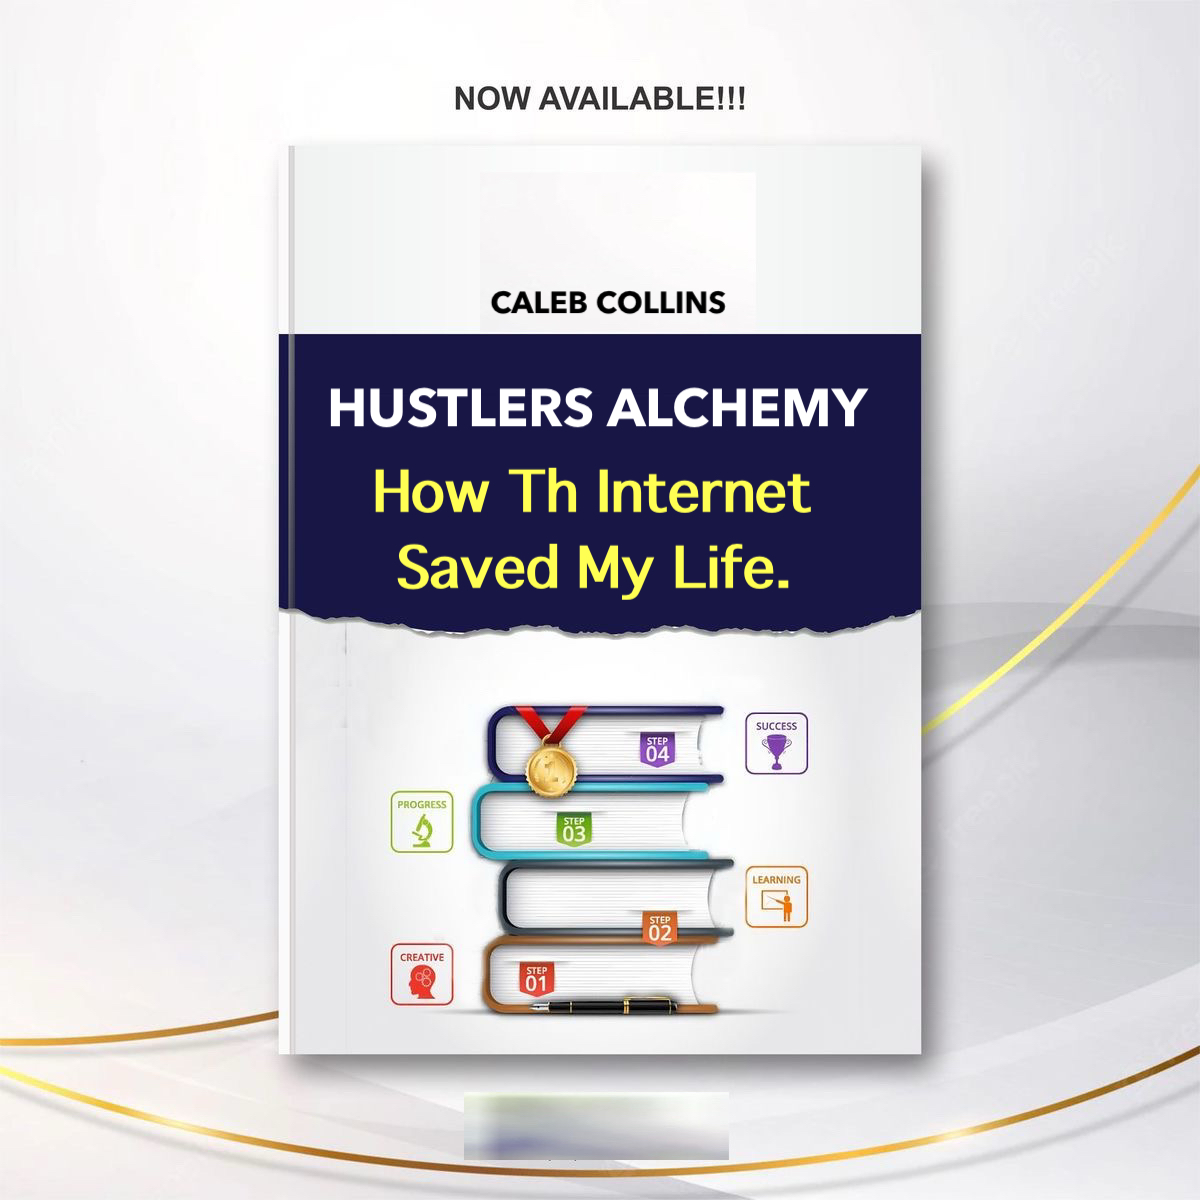 NOW AVAILABLE!!!
CALEB COLLINS
HUSTLERS ALCHEMY
How Th Internet
Saved My Life.
STEP
04
SUCCESS
PROGRESS
STEP
03
LEARNING
STEP
02
CREATIVE
STEP
01